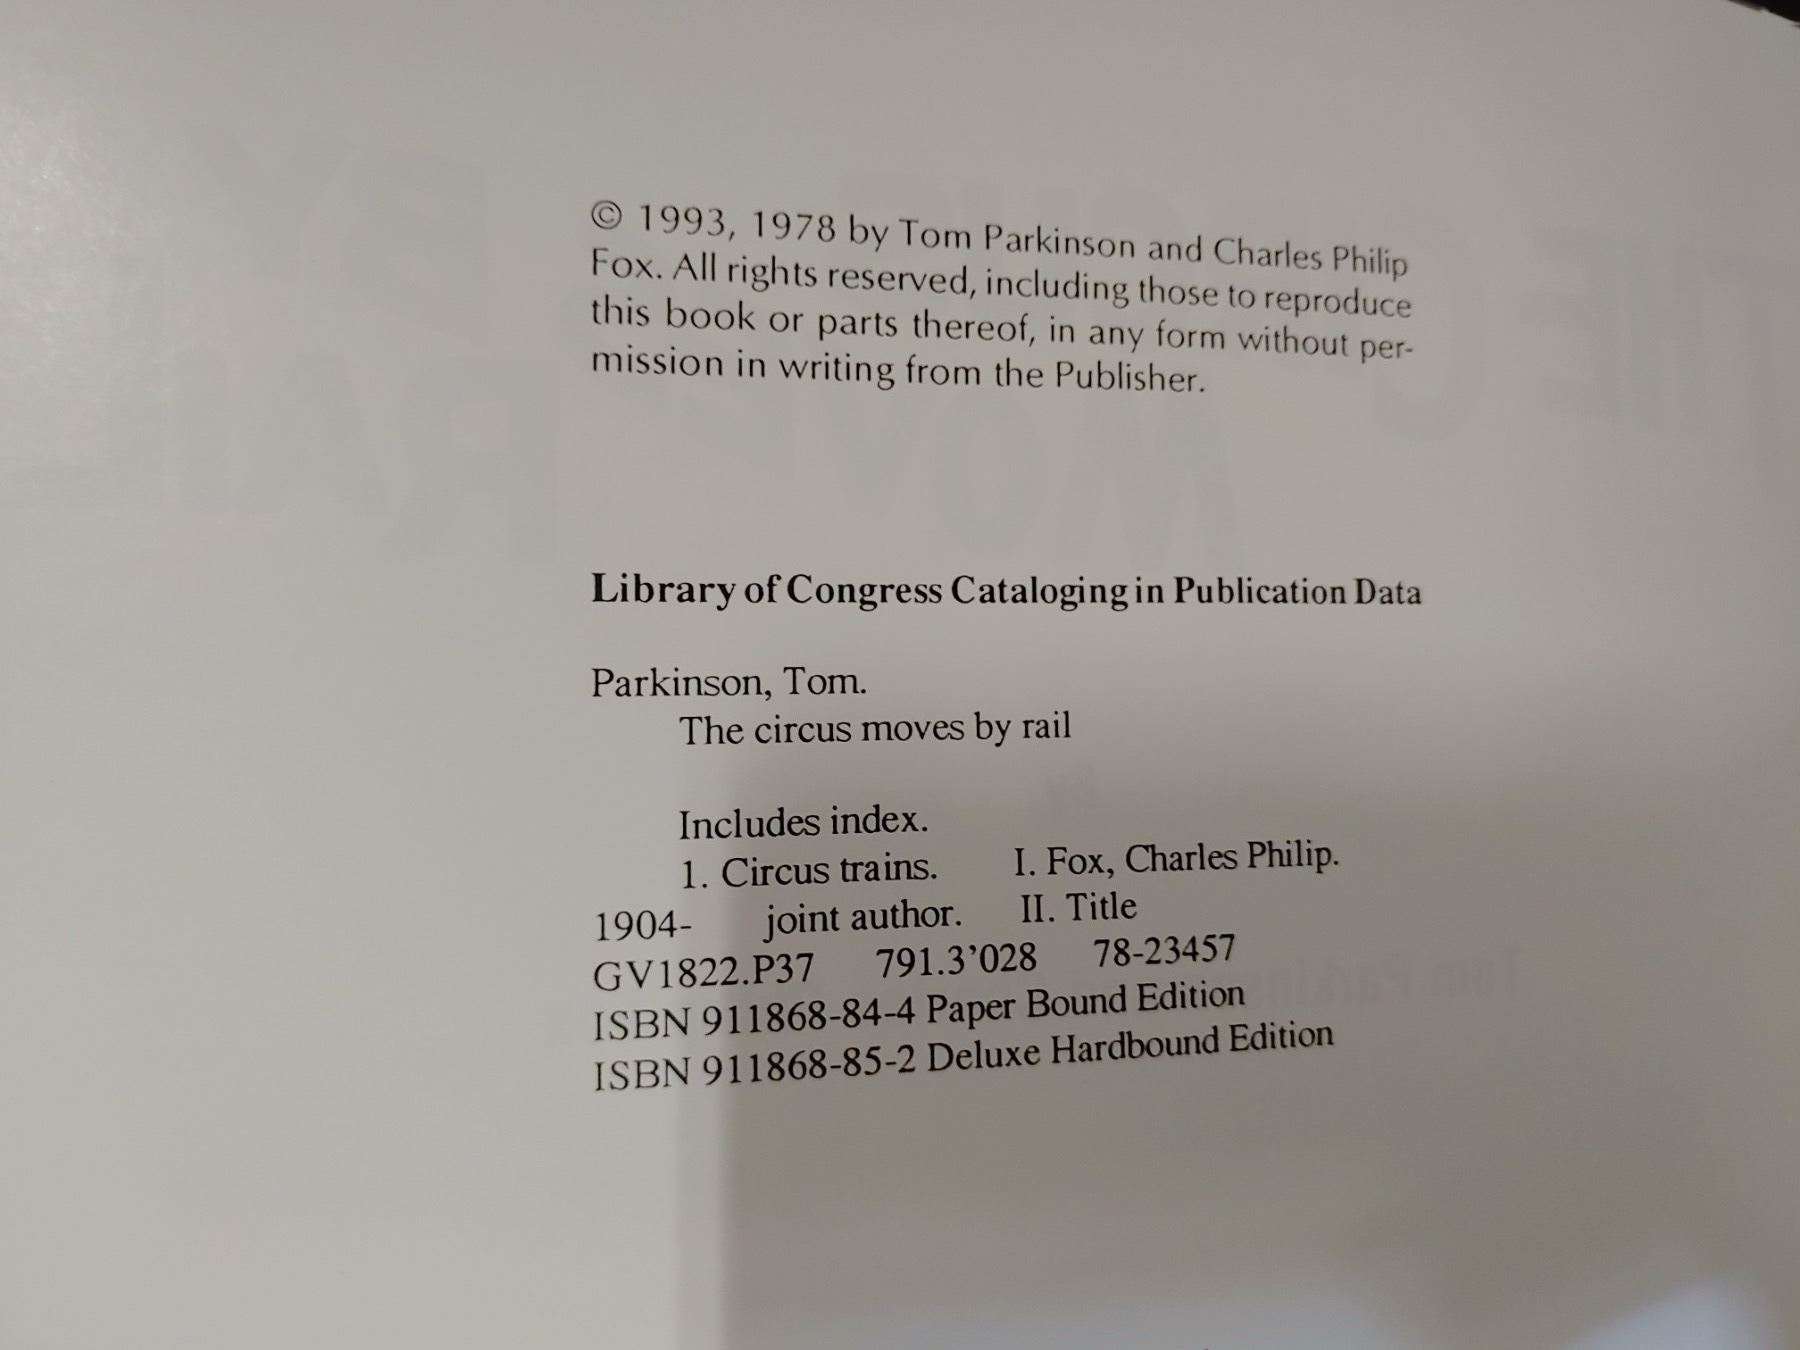 © 1993, 1978 by Tom Parkinson and Charles Philip
Fox. All rights reserved, including those to reproduce
this book or parts thereof, in any form without per-
mission in writing from the Publisher.
Library of Congress Cataloging in Publication Data
Parkinson, Tom.
The circus moves by rail
Includes index.
1. Circus trains. I. Fox, Charles Philip.
1904- joint author. II. Title
GV1822.P37 791.3'028 78-23457
ISBN 911868-84-4 Paper Bound Edition
ISBN 911868-85-2 Deluxe Hardbound Edition